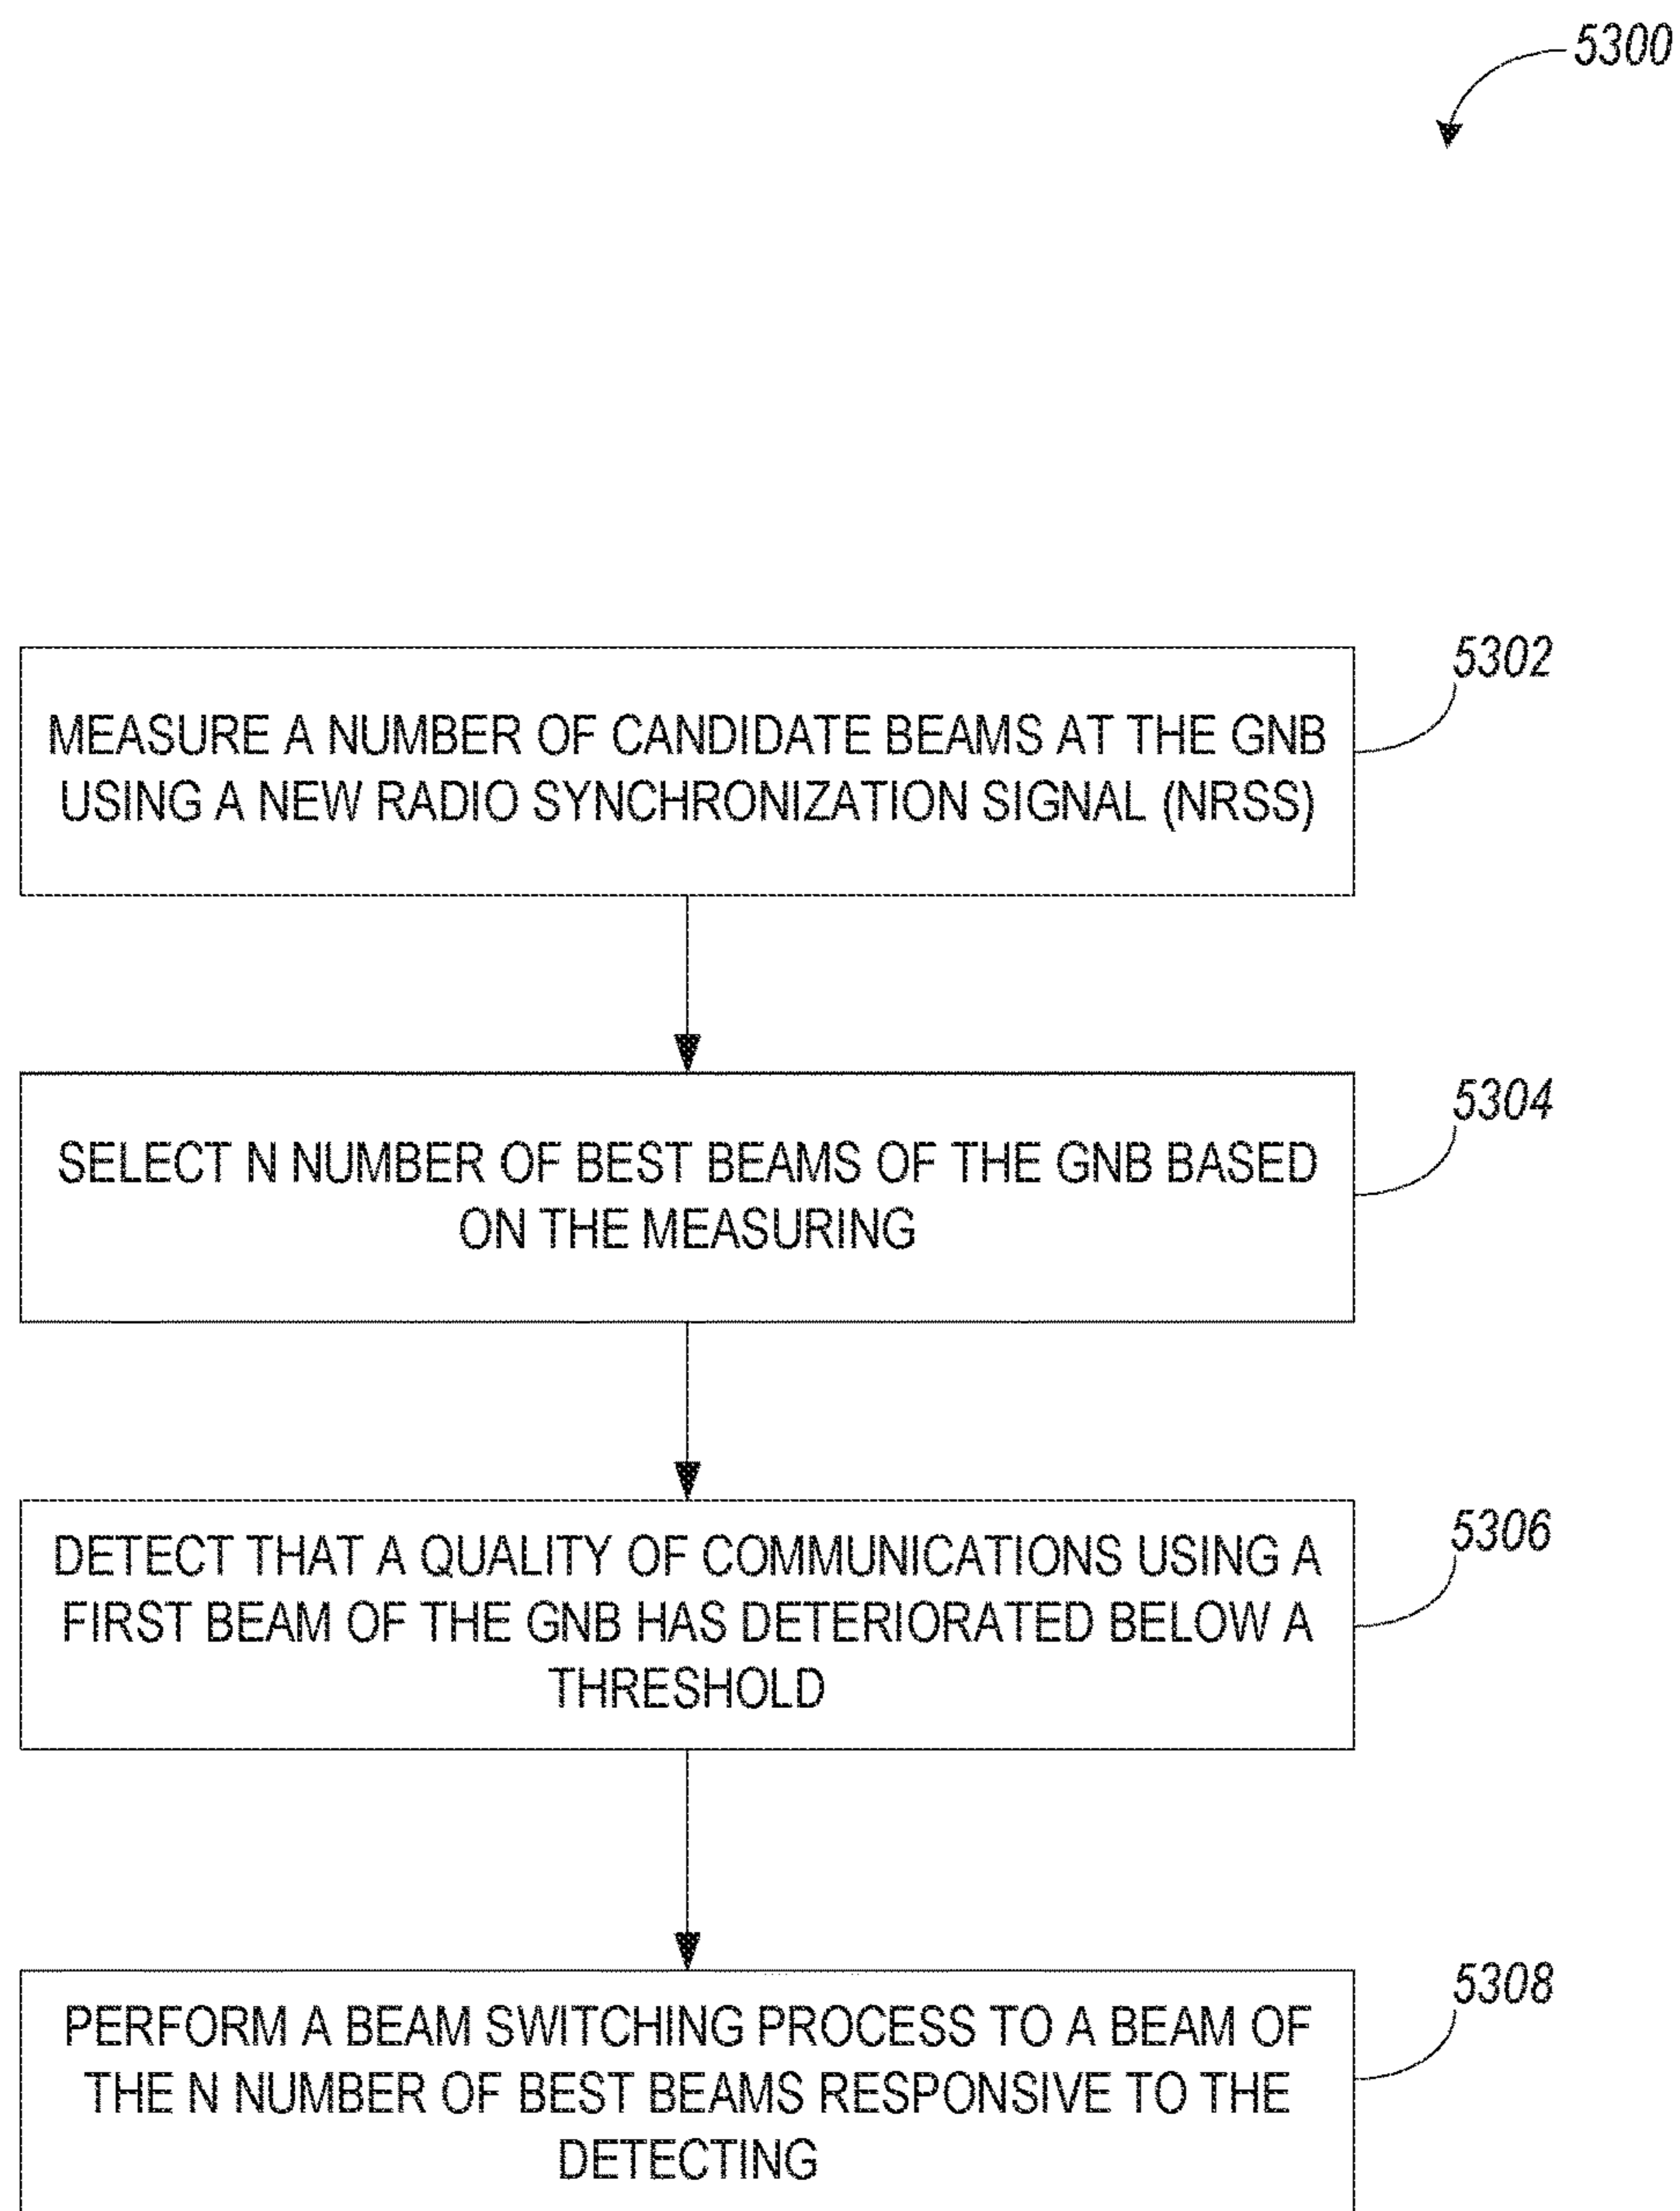 5300
5302
MEASURE A NUMBER OF CANDIDATE BEAMS AT THE GNB
USING A NEW RADIO SYNCHRONIZATION SIGNAL (NRSS)
5304
SELECT N NUMBER OF BEST BEAMS OF THE GNB BASED
ON THE MEASURING
5306
DETECT THAT A QUALITY OF COMMUNICATIONS USING A
FIRST BEAM OF THE GNB HAS DETERIORATED BELOW A
THRESHOLD
5308
PERFORM A BEAM SWITCHING PROCESS TO A BEAM OF
THE N NUMBER OF BEST BEAMS RESPONSIVE TO THE
DETECTING